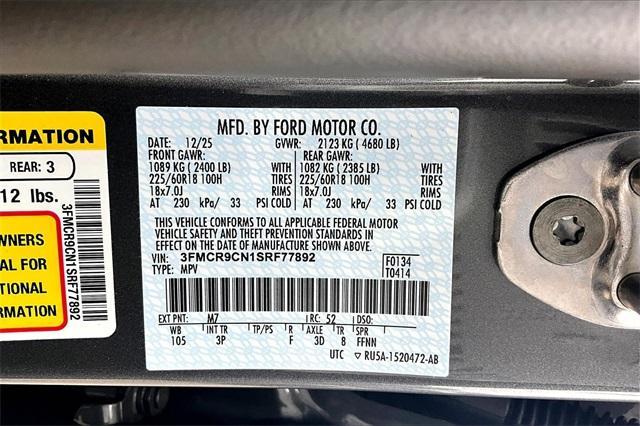 ORMATION
REAR: 3
12 lbs.
WNERS
AL FOR
TIONAL
ON
3FMCR9CN1SRF77892
MFD. BY FORD MOTOR CO.
DATE: 12/25 GVWR: 2123 KG ( 4680 LB)
FRONT GAWR: REAR GAWR:
1089 KG ( 2400 LB) WITH 1082 KG ( 2385 LB) WITH
225/60R18 100H TIRES 225/60R18 100H TIRES
18x7.0J RIMS 18x7.0J RIMS
AT 230 kPa/ 33 PSI COLD AT 230 kPa/ 33 PSI COLD
THIS VEHICLE CONFORMS TO ALL APPLICABLE FEDERAL MOTOR
VEHICLE SAFETY AND THEFT PREVENTION STANDARDS IN
EFFECT ON THE DATE OF MANUFACTURE SHOWN ABOVE.
VIN: 3FMCR9CN1SRF77892 F0134
TYPE: MPV T0414
EXT PNT: M7 RC: 52 DSO:
WB INT TR TP/PS R AXLE TR SPR
105 3P F 3D 8 FFNN
UTC ▽ RU5A-1520472-AB